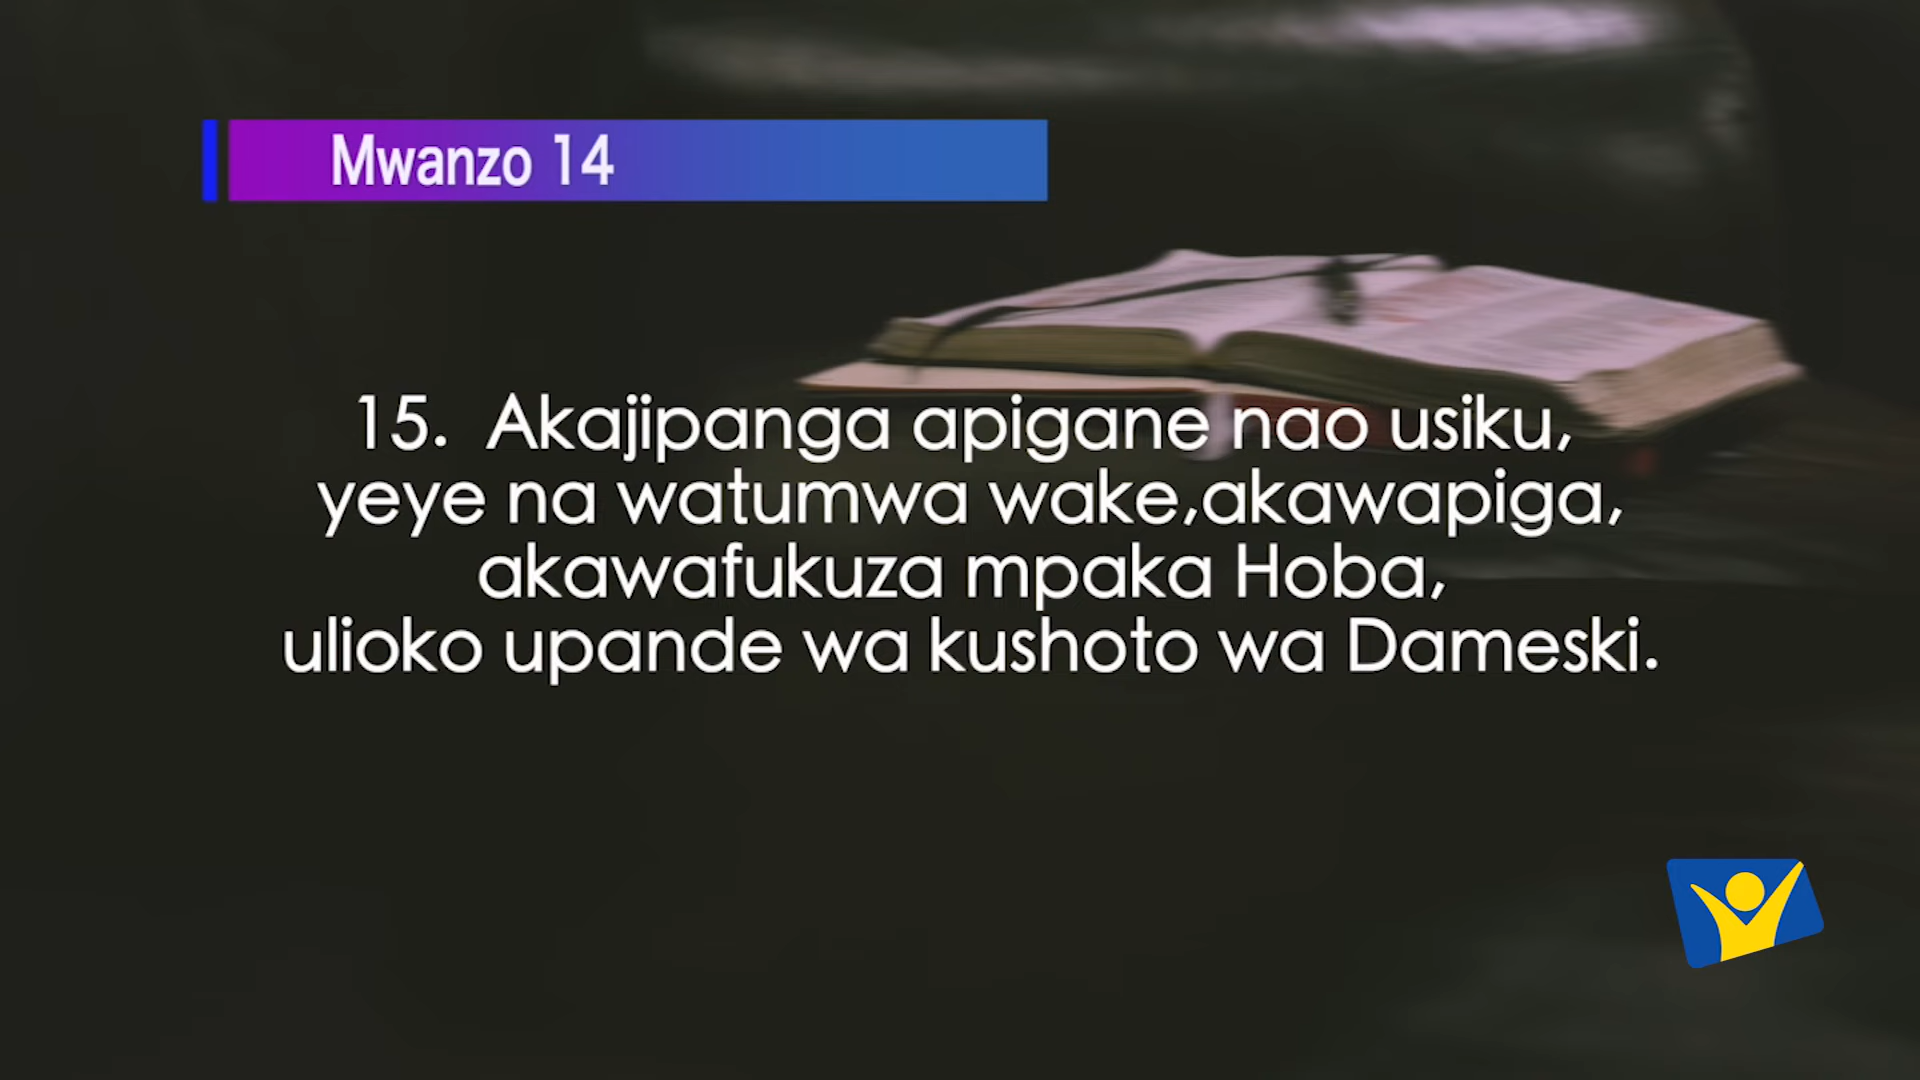 Mwanzo 14
15. Akajipanga apigane nao usiku,
yeye na watumwa wake,akawapiga,
akawafukuza mpaka Hoba,
ulioko upande wa kushoto wa Dameski.